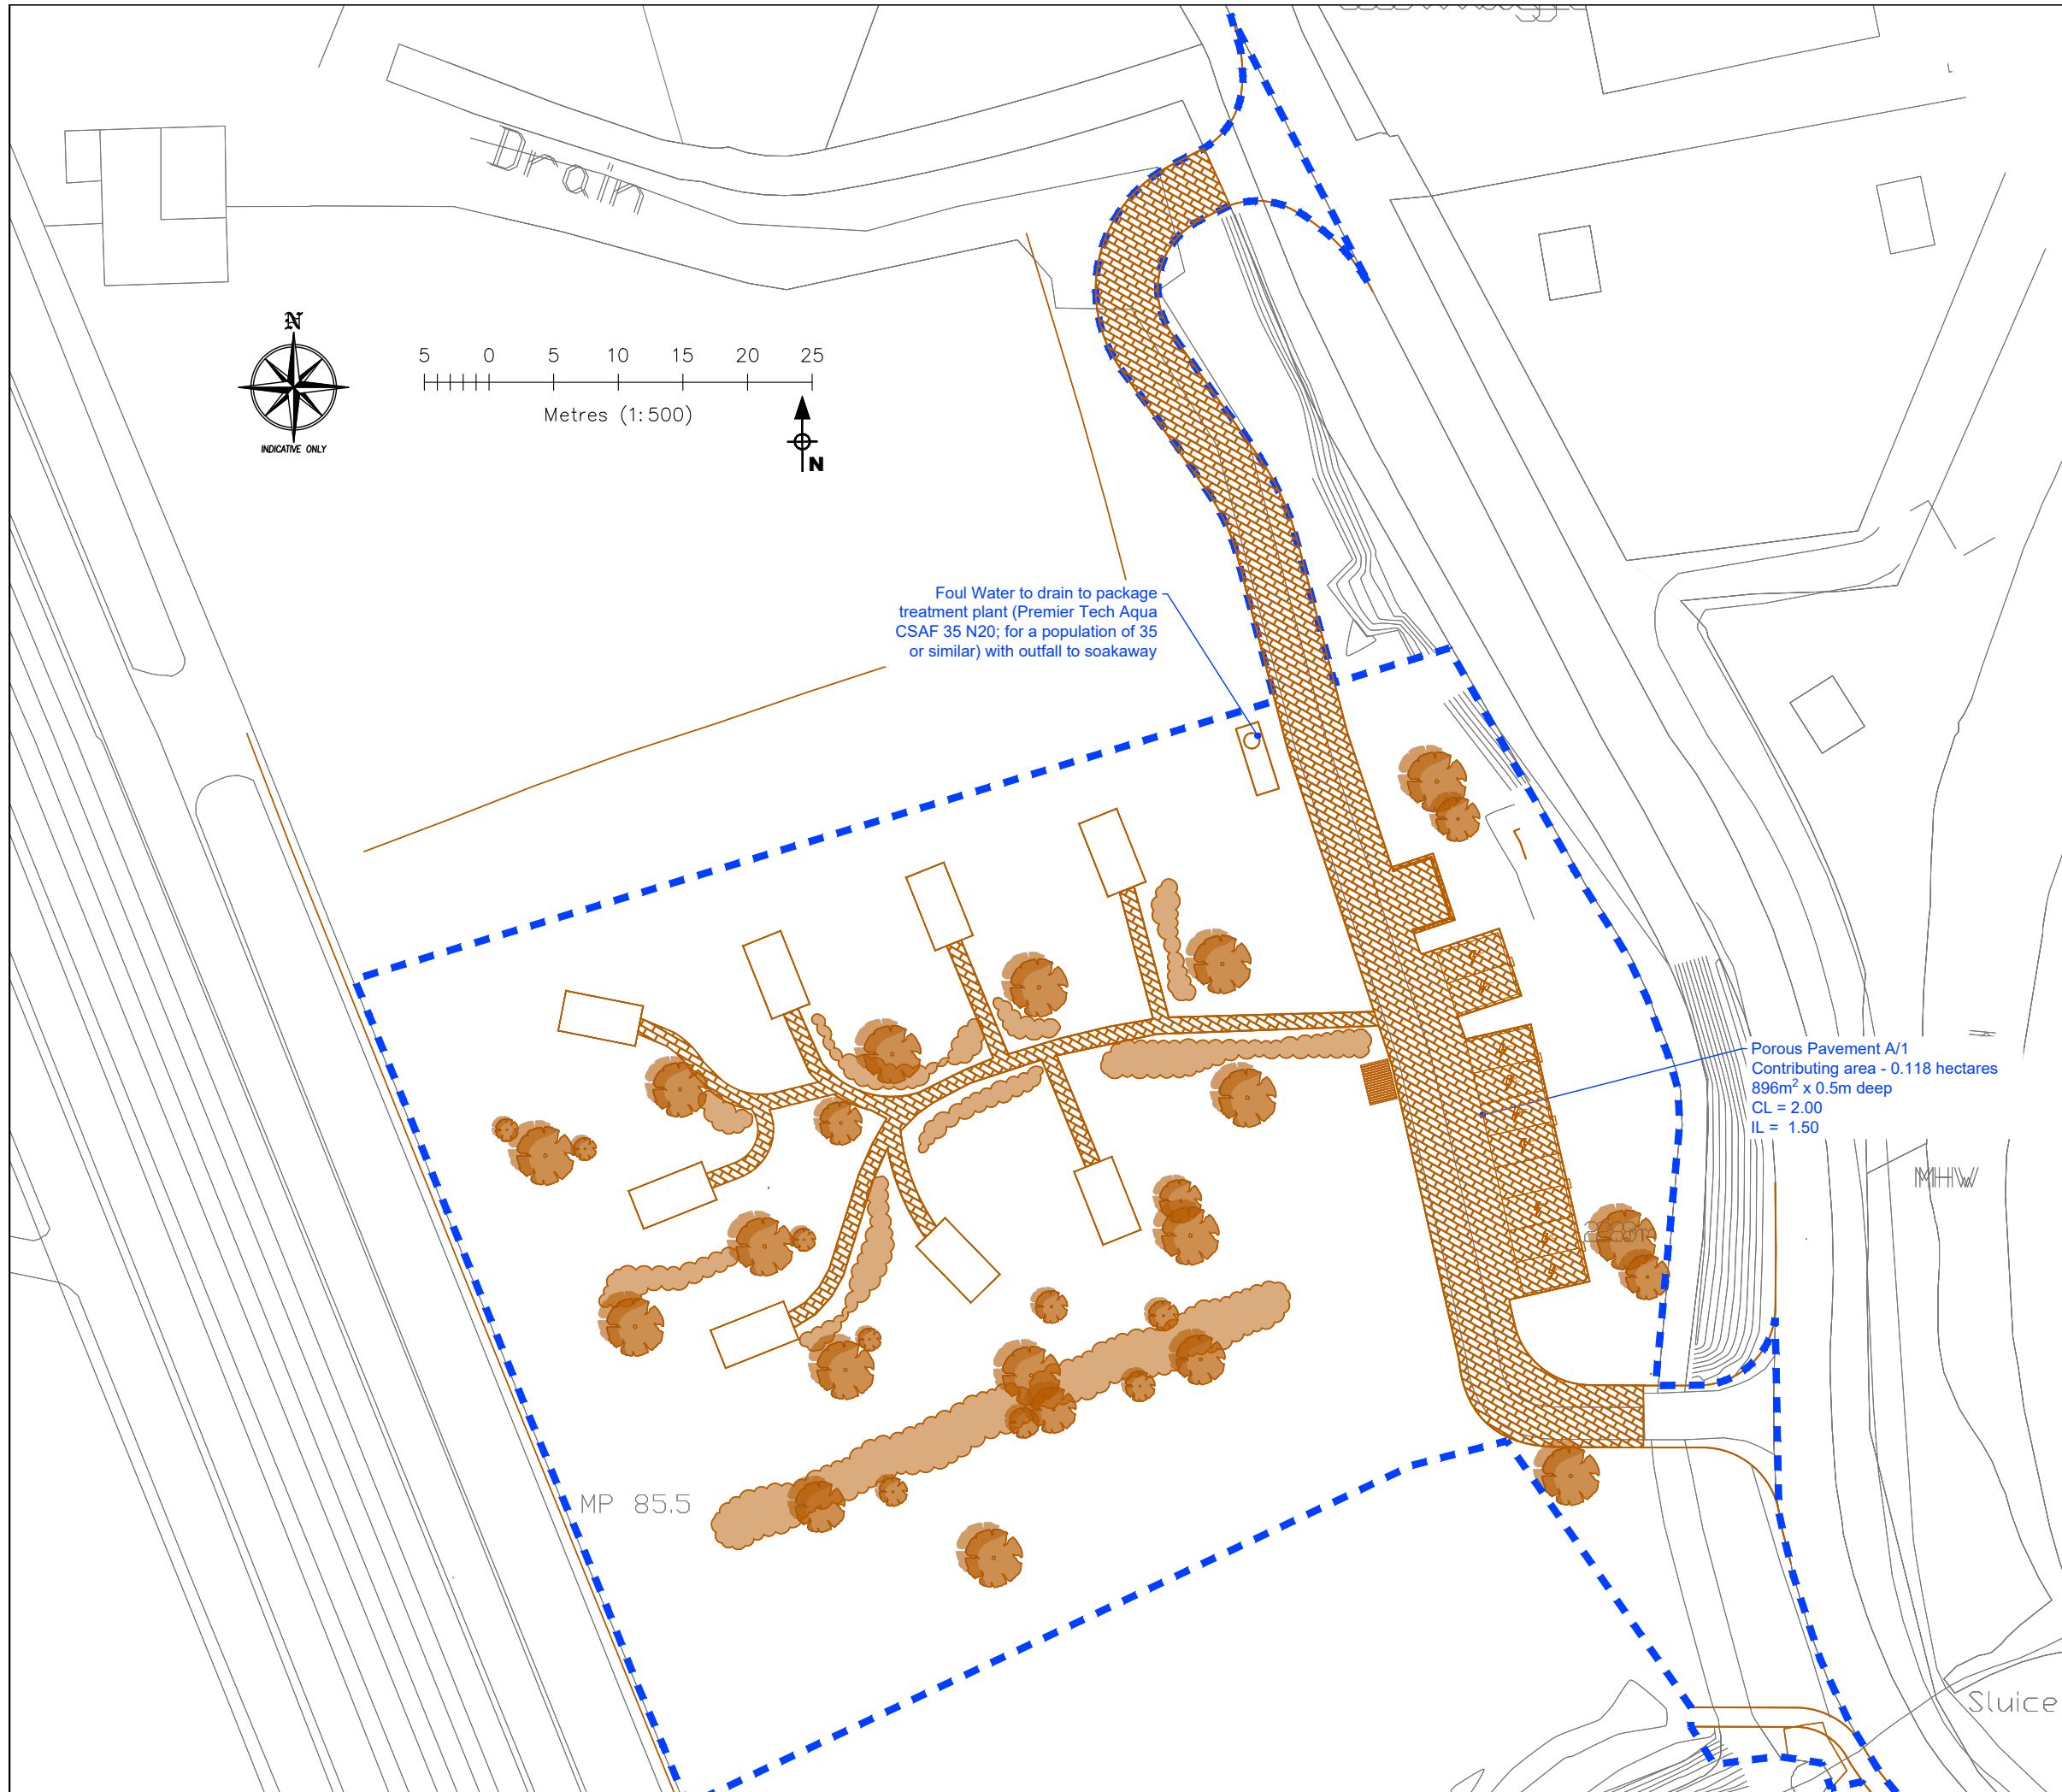 Drain
N
INDICATIVE ONLY
5 0 5 10 15 20 25
Metres (1:500)
N
Foul Water to drain to package
treatment plant (Premier Tech Aqua
CSAF 35 N20; for a population of 35
or similar) with outfall to soakaway
Porous Pavement A/1
Contributing area - 0.118 hectares
896m² x 0.5m deep
CL = 2.00
IL = 1.50
MHW
MP 85.5
Sluice